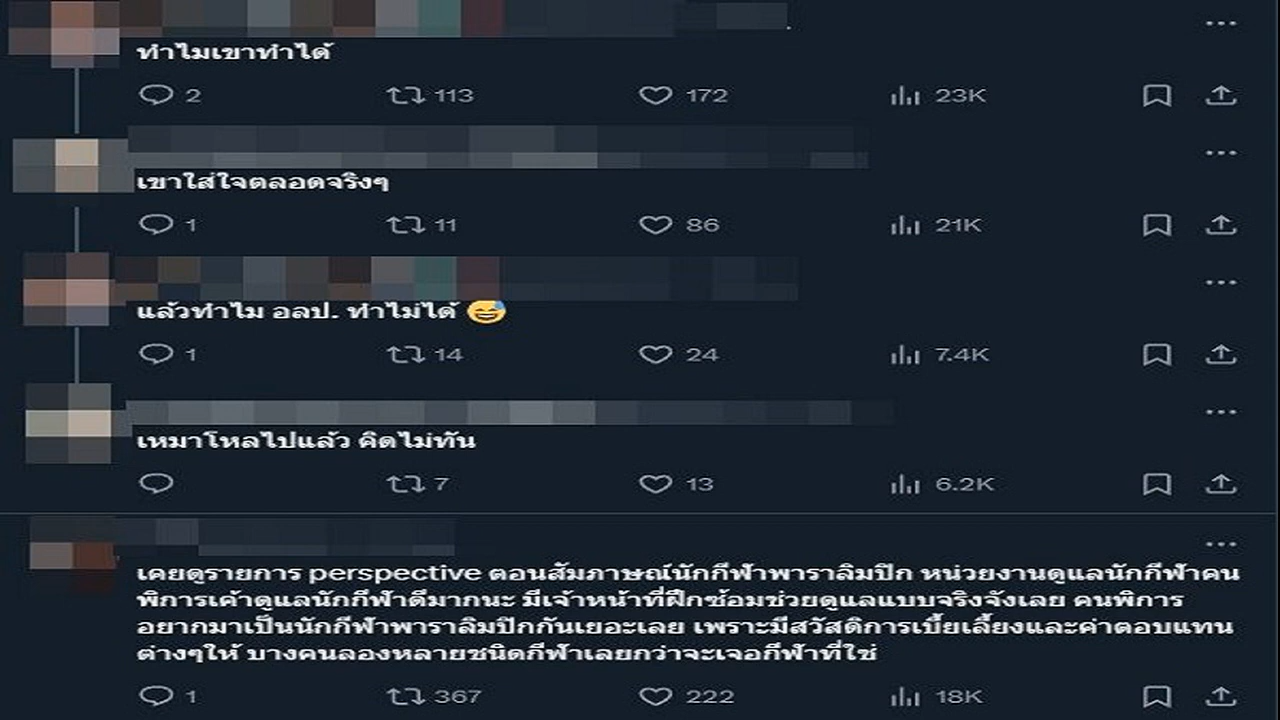 ทำไมเขาทำได้
2 113 172 23K
เขาใส่ใจตลอดจริงๆ
1 11 86 21K
แล้วทำไม อลป. ทำไม่ได้ 😅
1 14 24 7.4K
เหมาโหลไปแล้ว คิดไม่ทัน
7 13 6.2K
เคยดูรายการ perspective ตอนสัมภาษณ์นักกีฬาพาราลิมปิก หน่วยงานดูแลนักกีฬาคน
พิการเค้าดูแลนักกีฬาดีมากนะ มีเจ้าหน้าที่ฝึกซ้อมช่วยดูแลแบบจริงจังเลย คนพิการ
อยากมาเป็นนักกีฬาพาราลิมปิกกันเยอะเลย เพราะมีสวัสดิการเบี้ยเลี้ยงและค่าตอบแทน
ต่างๆให้ บางคนลองหลายชนิดกีฬาเลยกว่าจะเจอกีฬาที่ใช่
1 367 222 18K